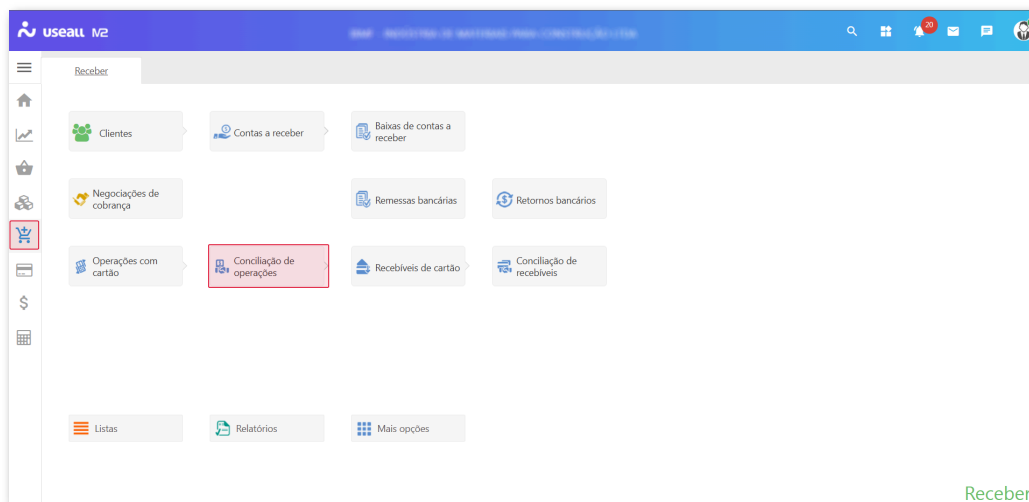 useall M2
20
Receber
Clientes
Contas a receber
Baixas de contas a
receber
Negociações de
cobrança
Remessas bancárias
Retornos bancários
Operações com
cartão
Conciliação de
operações
Recebíveis de cartão
Conciliação de
recebíveis
Listas
Relatórios
Mais opções
Receber